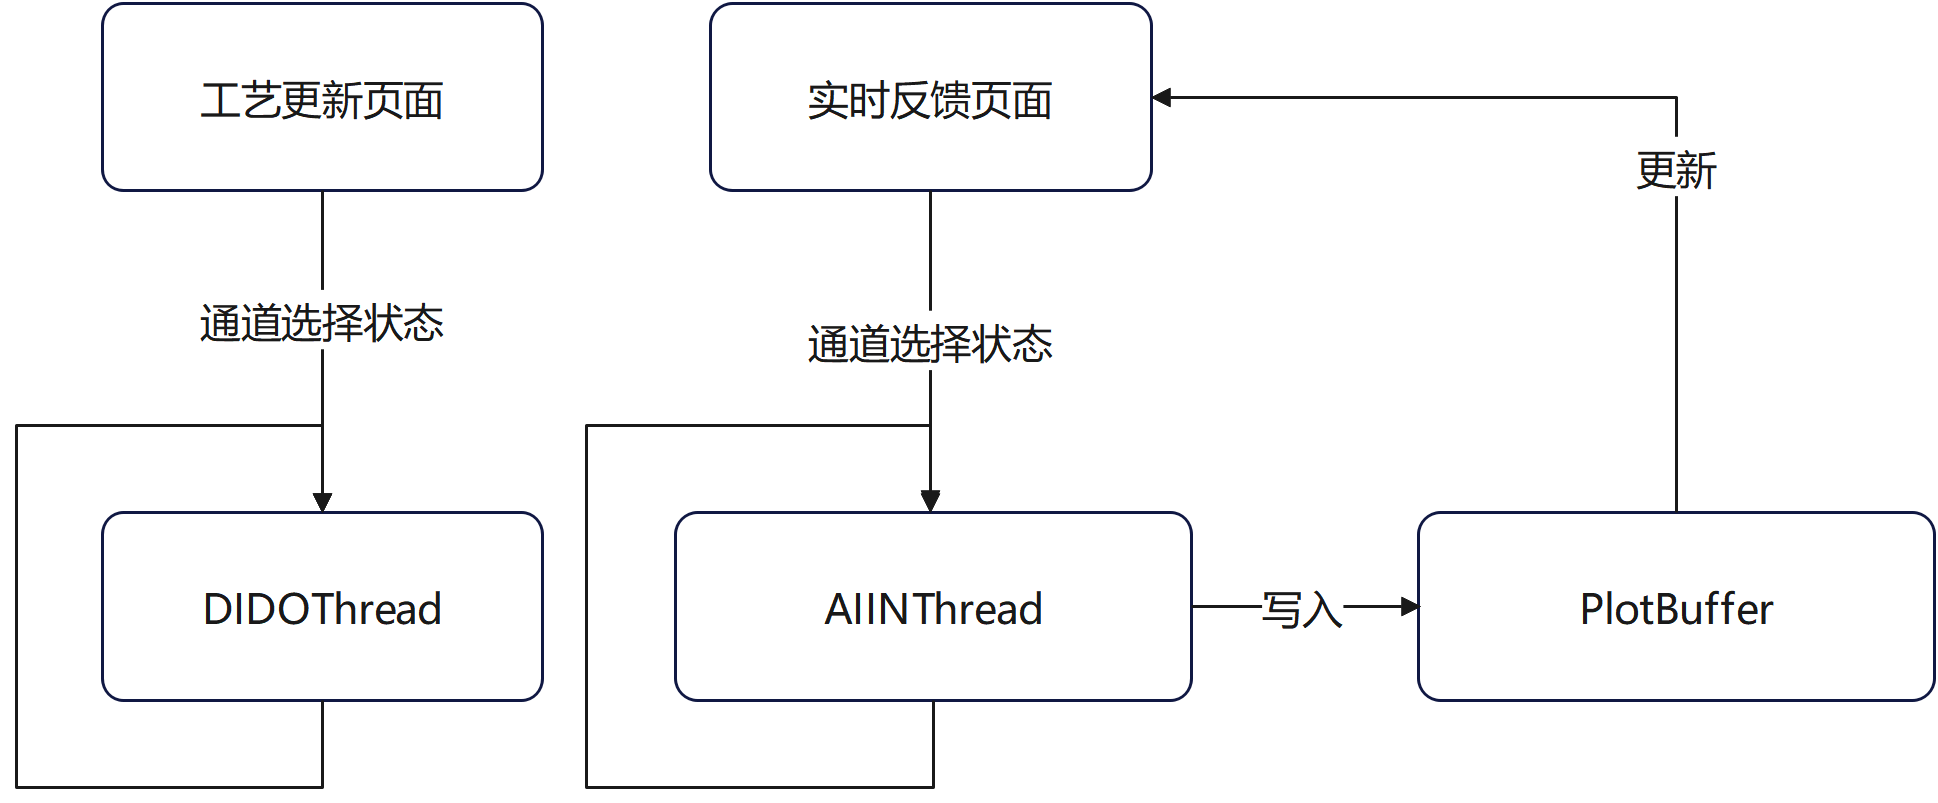 工艺更新页面
实时反馈页面
更新
通道选择状态
通道选择状态
DIDOThread
AIINThread
写入
PlotBuffer